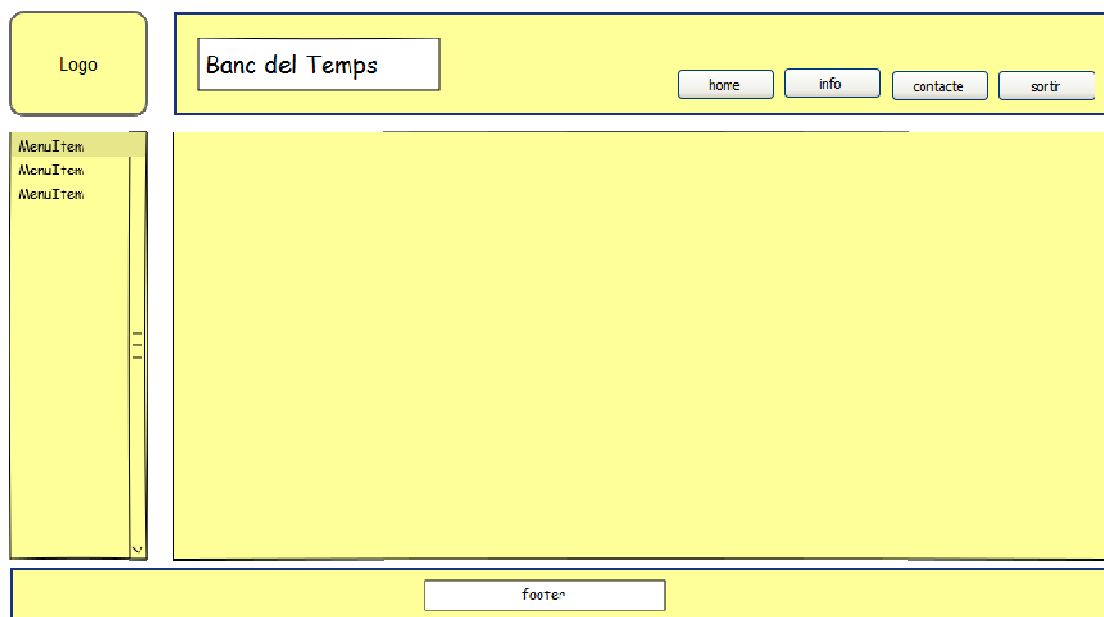 Logo
Banc del Temps
home
info
contacte
sortir
MenuItem
MenuItem
MenuItem
footer